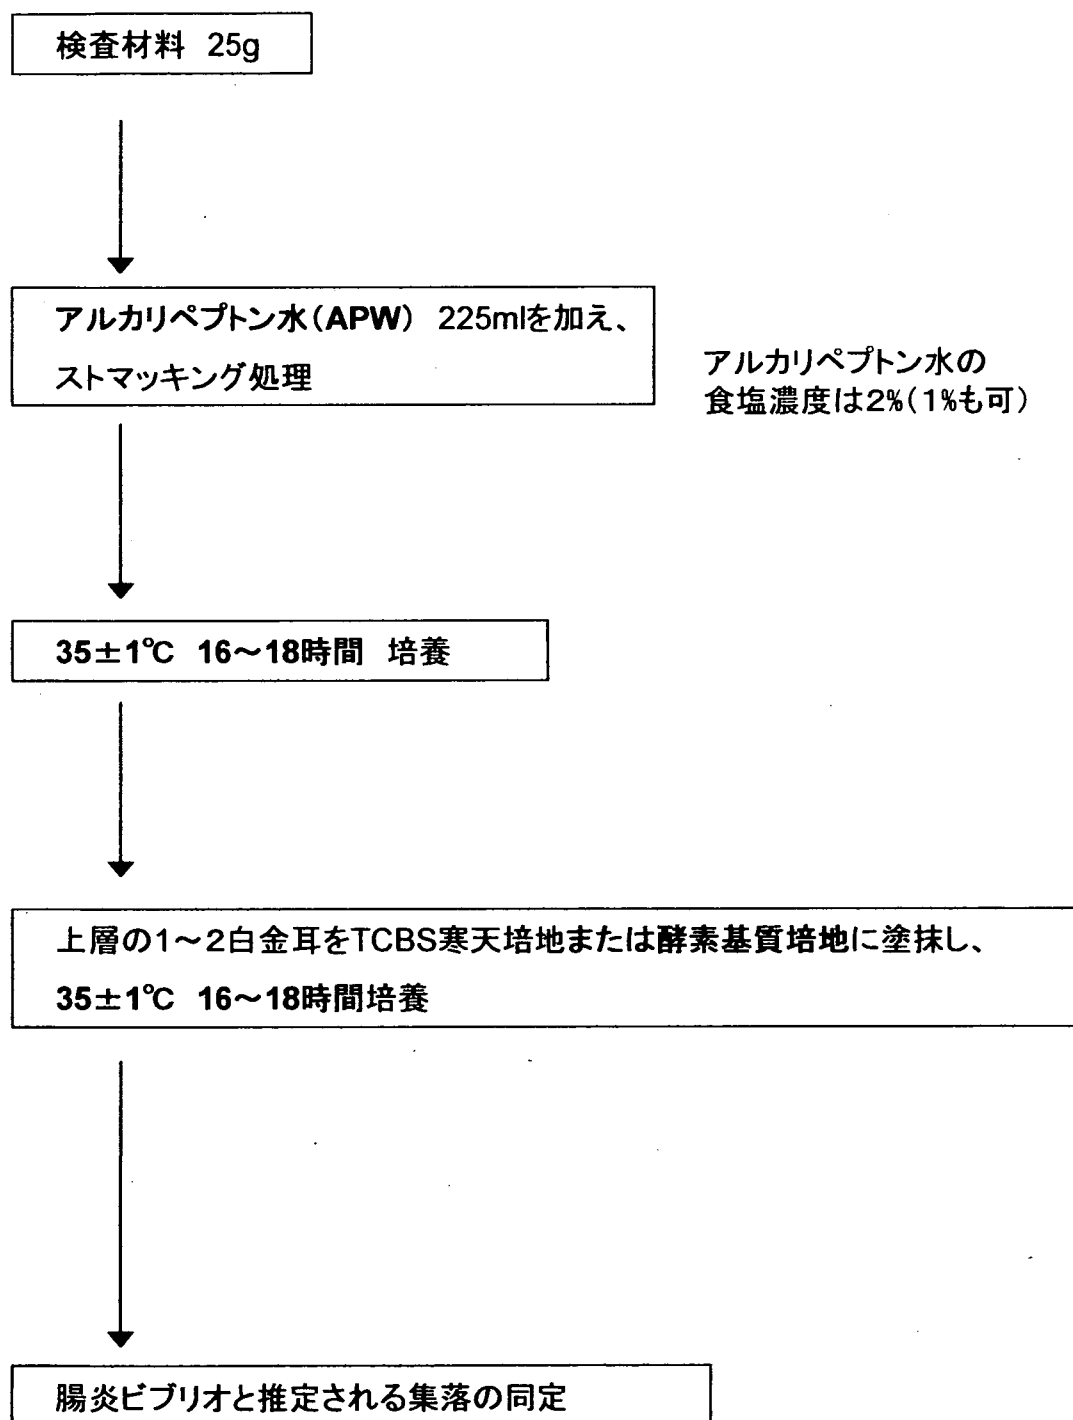 検査材料 25g
アルカリペプトン水（APW） 225mlを加え、
ストマッキング処理
アルカリペプトン水の
食塩濃度は2%（1%も可）
35±1℃ 16～18時間 培養
上層の1～2白金耳をTCBS寒天培地または酵素基質培地に塗抹し、
35±1℃ 16～18時間培養
腸炎ビブリオと推定される集落の同定